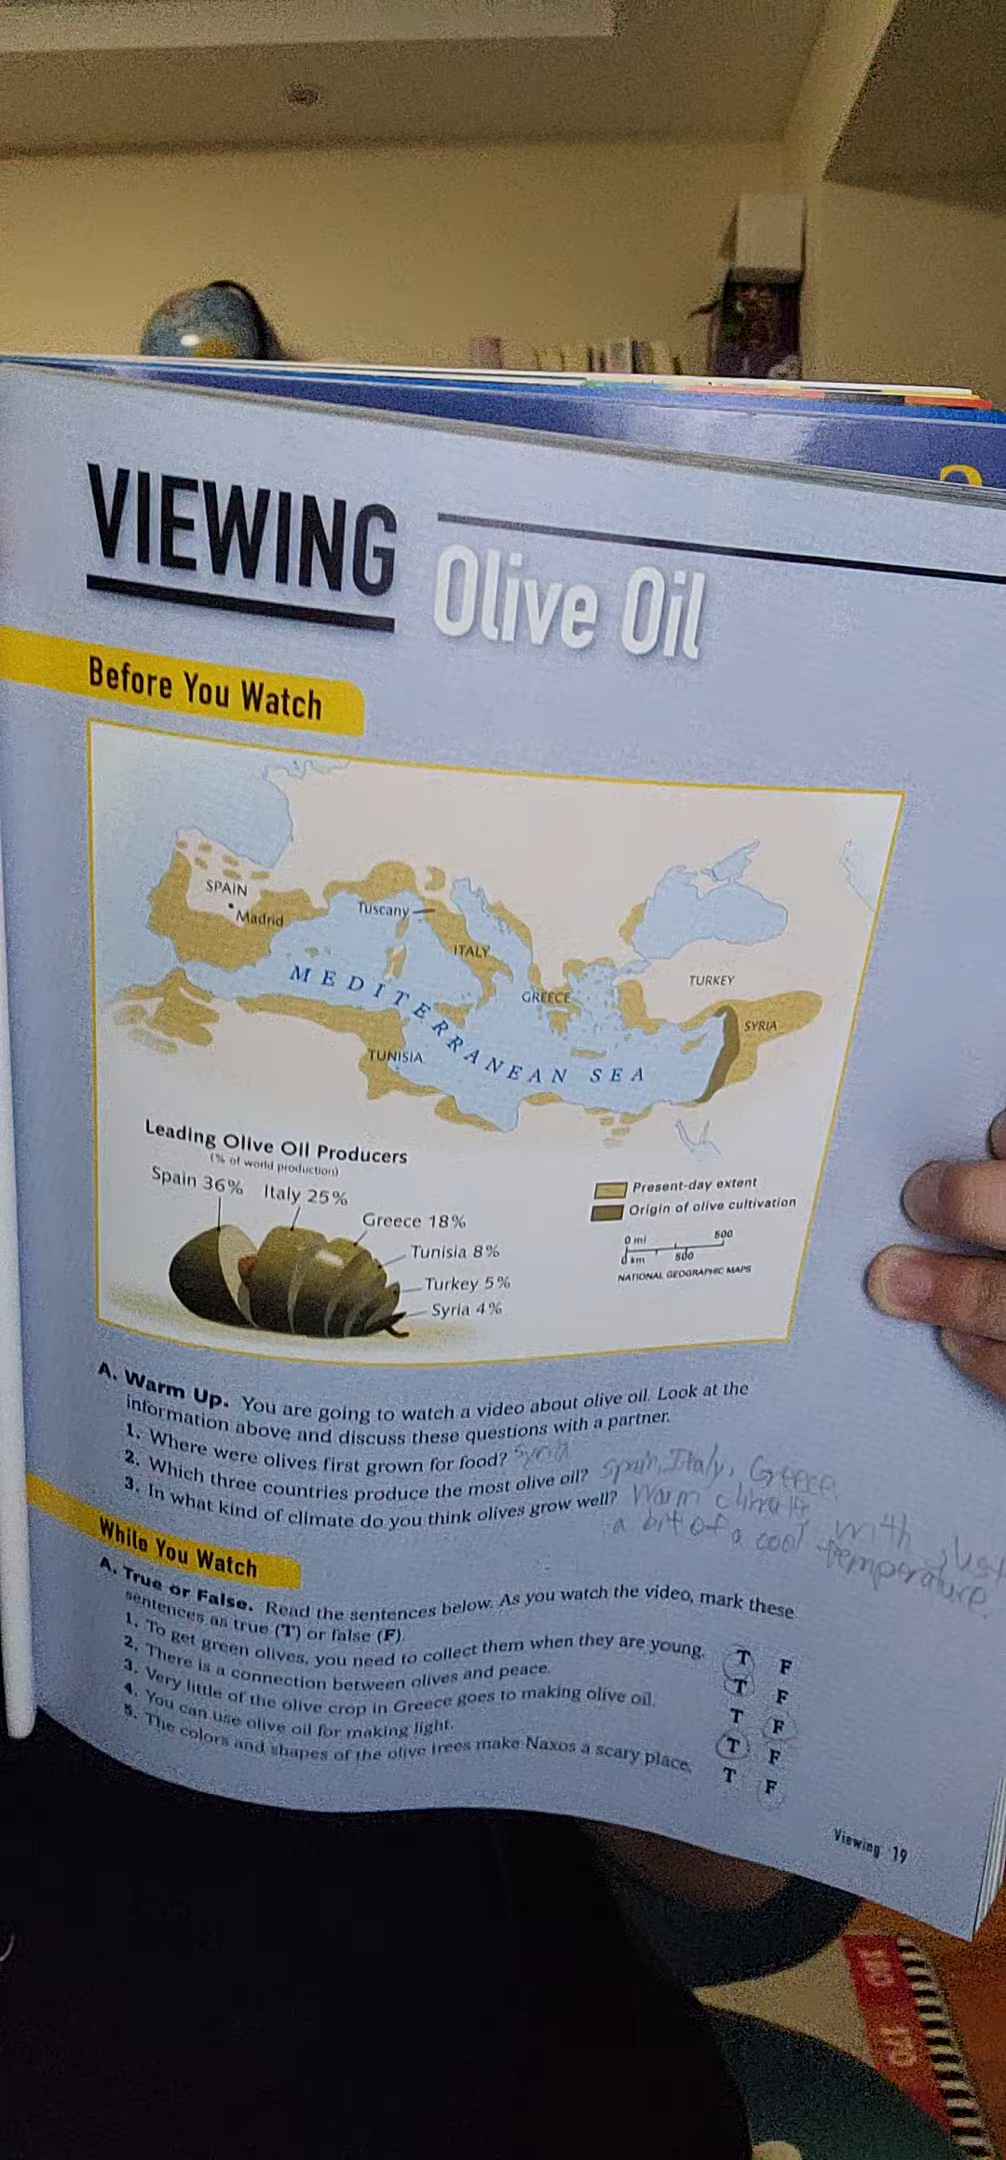 VIEWING
Olive Oil
Before You Watch
SPAIN
Madrid
Tuscany
ITALY
MEDITERRANEAN SEA
GREECE
TURKEY
SYRIA
TUNISIA
Leading Olive Oil Producers
(% of world production)
Spain 36%
Italy 25%
Greece 18%
Tunisia 8%
Turkey 5%
Syria 4%
Present-day extent
Origin of olive cultivation
0 mi 500
0 km 500
NATIONAL GEOGRAPHIC MAPS
A. Warm Up. You are going to watch a video about olive oil. Look at the
information above and discuss these questions with a partner.
1. Where were olives first grown for food? Syria
2. Which three countries produce the most olive oil? Spain, Italy, Greece
3. In what kind of climate do you think olives grow well? Warm climate with just
a bit of a cool temperature.
While You Watch
A. True or False. Read the sentences below. As you watch the video, mark these
sentences as true (T) or false (F).
1. To get green olives, you need to collect them when they are young. T F
2. There is a connection between olives and peace. T F
3. Very little of the olive crop in Greece goes to making olive oil. T F
4. You can use olive oil for making light. T F
5. The colors and shapes of the olive trees make Naxos a scary place. T F
Viewing 19
180
170